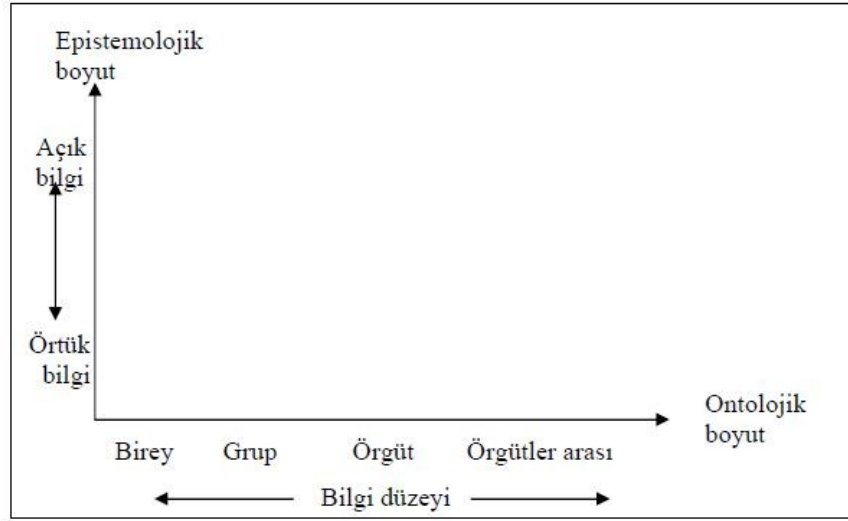 Epistemolojik
boyut
Açık
bilgi
Örtük
bilgi
Ontolojik
boyut
Birey Grup Örgüt Örgütler arası
Bilgi düzeyi